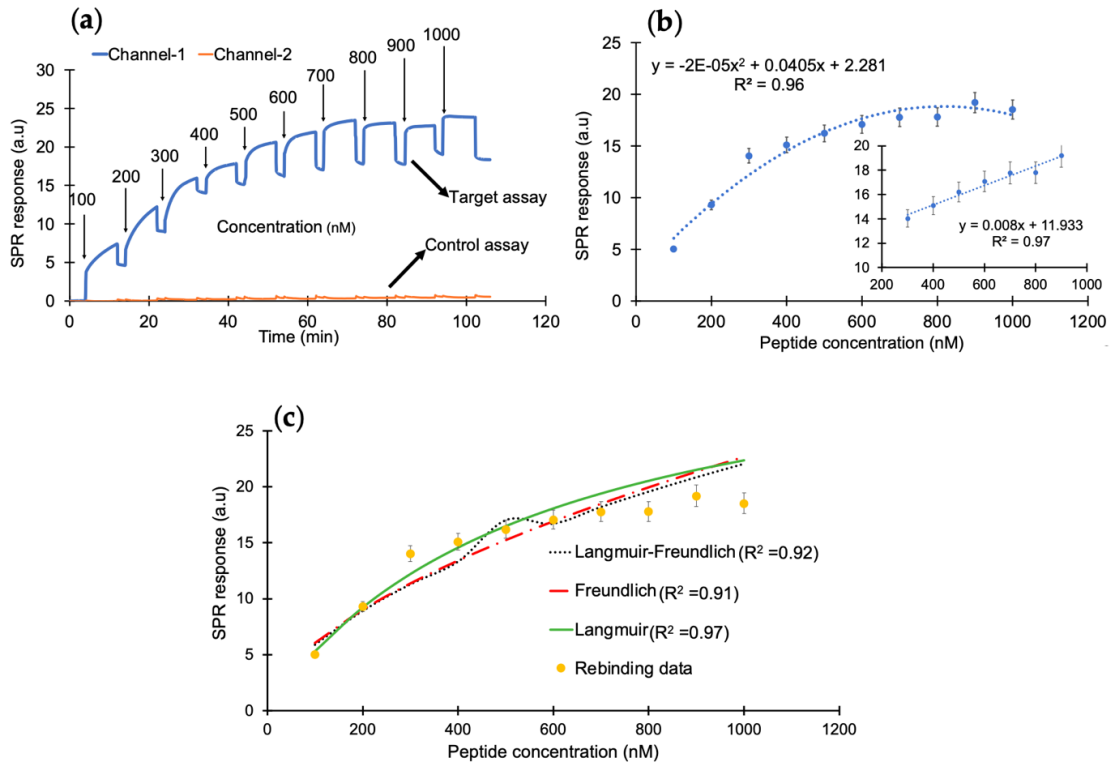 (a)
Channel-1
Channel-2
100
200
300
400
500
600
700
800
900
1000
30
25
20
15
10
5
0
SPR response (a.u)
Target assay
Concentration (nM)
Control assay
0
20
40
60
80
100
120
Time (min)
(b)
y = -2E-05x² + 0.0405x + 2.281
R² = 0.96
25
20
15
10
5
0
SPR response (a.u)
20
18
16
14
12
10
y = 0.008x + 11.933
R² = 0.97
200
400
600
800
1000
0
200
400
600
800
1000
1200
Peptide concentration (nM)
(c)
25
20
15
10
5
0
SPR response (a.u)
Langmuir-Freundlich (R² =0.92)
Freundlich (R² =0.91)
Langmuir (R² =0.97)
Rebinding data
0
200
400
600
800
1000
1200
Peptide concentration (nM)